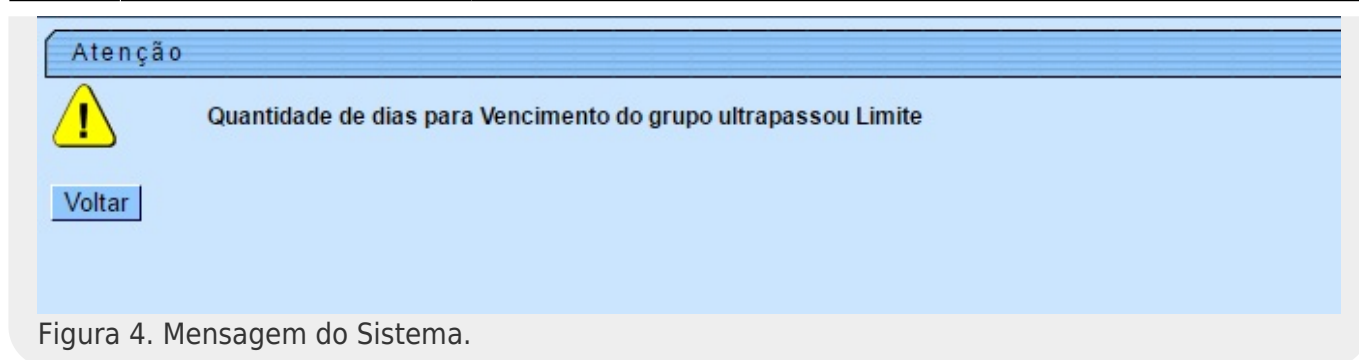 Atenção
Quantidade de dias para Vencimento do grupo ultrapassou Limite
Voltar
Figura 4. Mensagem do Sistema.